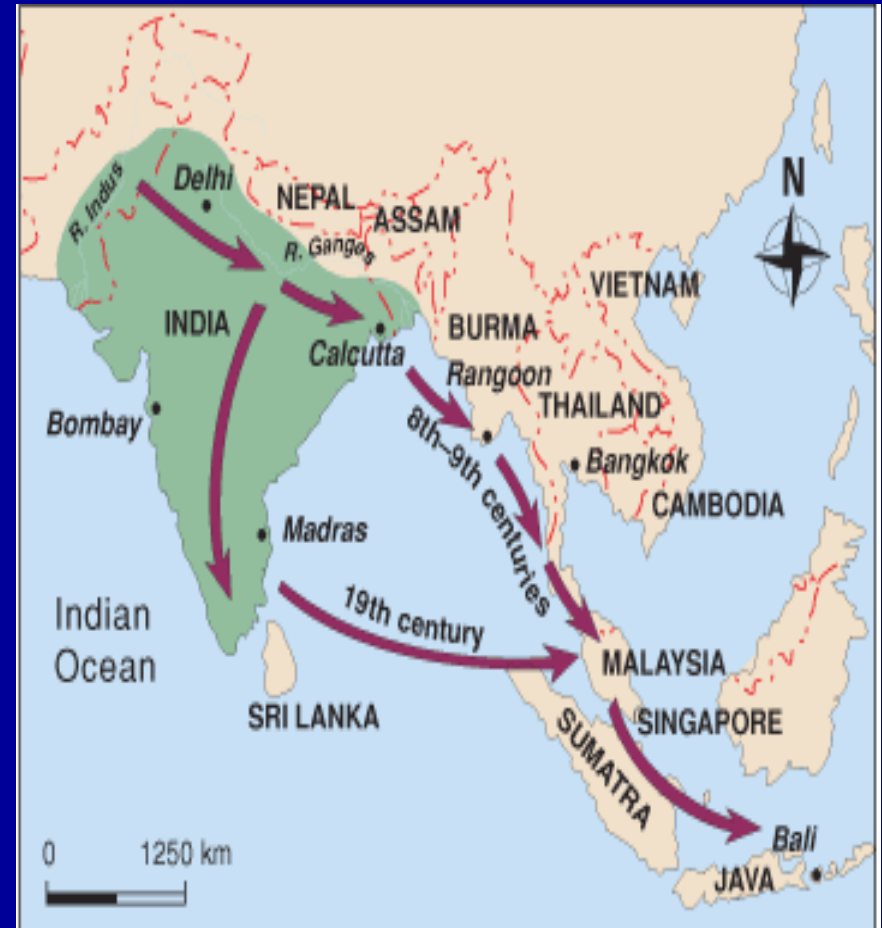 N
R. Indus
Delhi
NEPAL
ASSAM
R. Ganges
VIETNAM
INDIA
BURMA
Calcutta
Rangoon
THAILAND
Bombay
8th–9th centuries
Bangkok
CAMBODIA
Madras
19th century
Indian
Ocean
MALAYSIA
SRI LANKA
SINGAPORE
SUMATRA
Bali
0 1250 km
JAVA